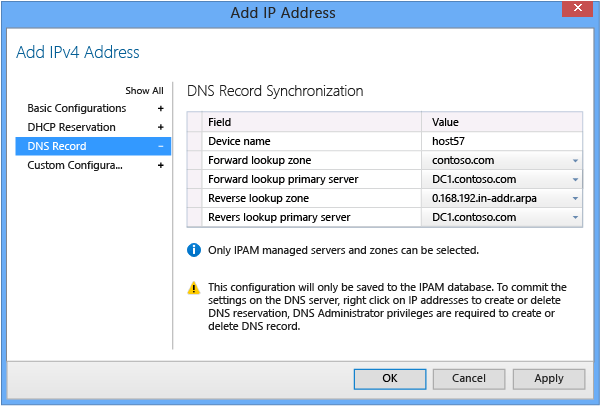 Add IP Address
Add IPv4 Address
Show All
Basic Configurations +
DHCP Reservation +
DNS Record –
Custom Configura... +
DNS Record Synchronization
Field Value
Device name host57
Forward lookup zone contoso.com
Forward lookup primary server DC1.contoso.com
Reverse lookup zone 0.168.192.in-addr.arpa
Revers lookup primary server DC1.contoso.com
Only IPAM managed servers and zones can be selected.
This configuration will only be saved to the IPAM database. To commit the
settings on the DNS server, right click on IP addresses to create or delete
DNS reservation, DNS Administrator privileges are required to create or
delete DNS record.
OK Cancel Apply